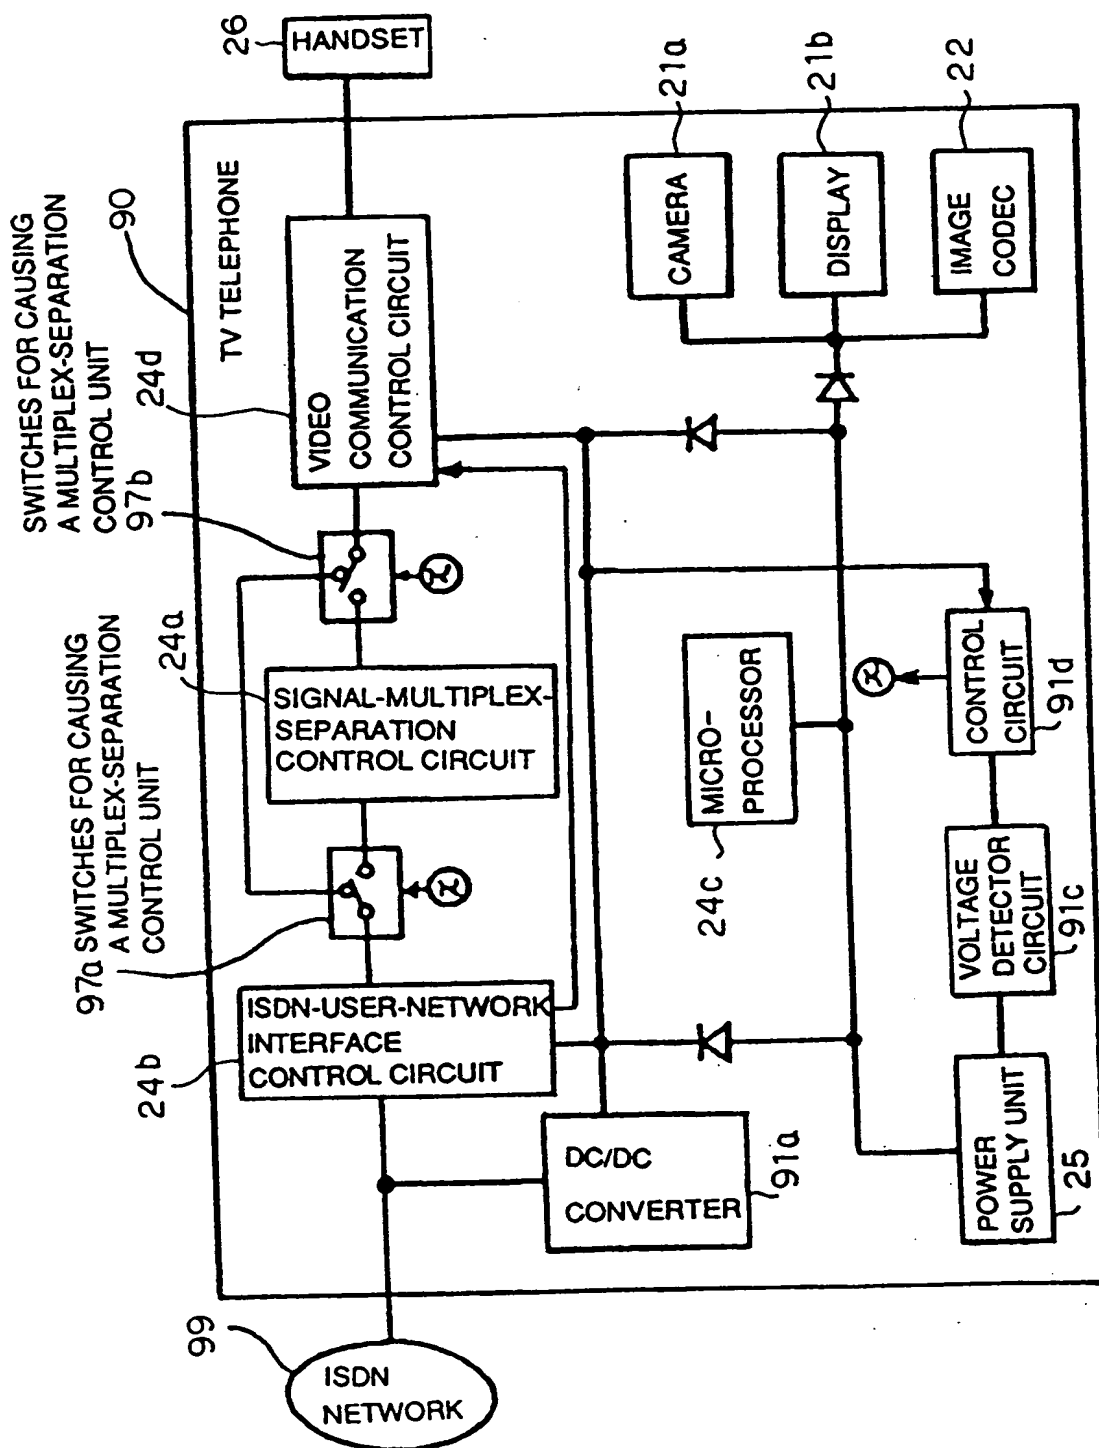 SWITCHES FOR CAUSING
A MULTIPLEX-SEPARATION
CONTROL UNIT
97b
90
24d
26
HANDSET
TV TELEPHONE
VIDEO
COMMUNICATION
CONTROL CIRCUIT
97a SWITCHES FOR CAUSING
A MULTIPLEX-SEPARATION
CONTROL UNIT
24a
SIGNAL-MULTIPLEX-
SEPARATION
CONTROL CIRCUIT
x
x
24b
ISDN-USER-NETWORK
INTERFACE
CONTROL CIRCUIT
99
ISDN
NETWORK
DC/DC
CONVERTER
91a
MICRO-
PROCESSOR
24c
CAMERA
21a
DISPLAY
21b
IMAGE
CODEC
22
x
CONTROL
CIRCUIT
91d
VOLTAGE
DETECTOR
CIRCUIT
91c
POWER
SUPPLY UNIT
25